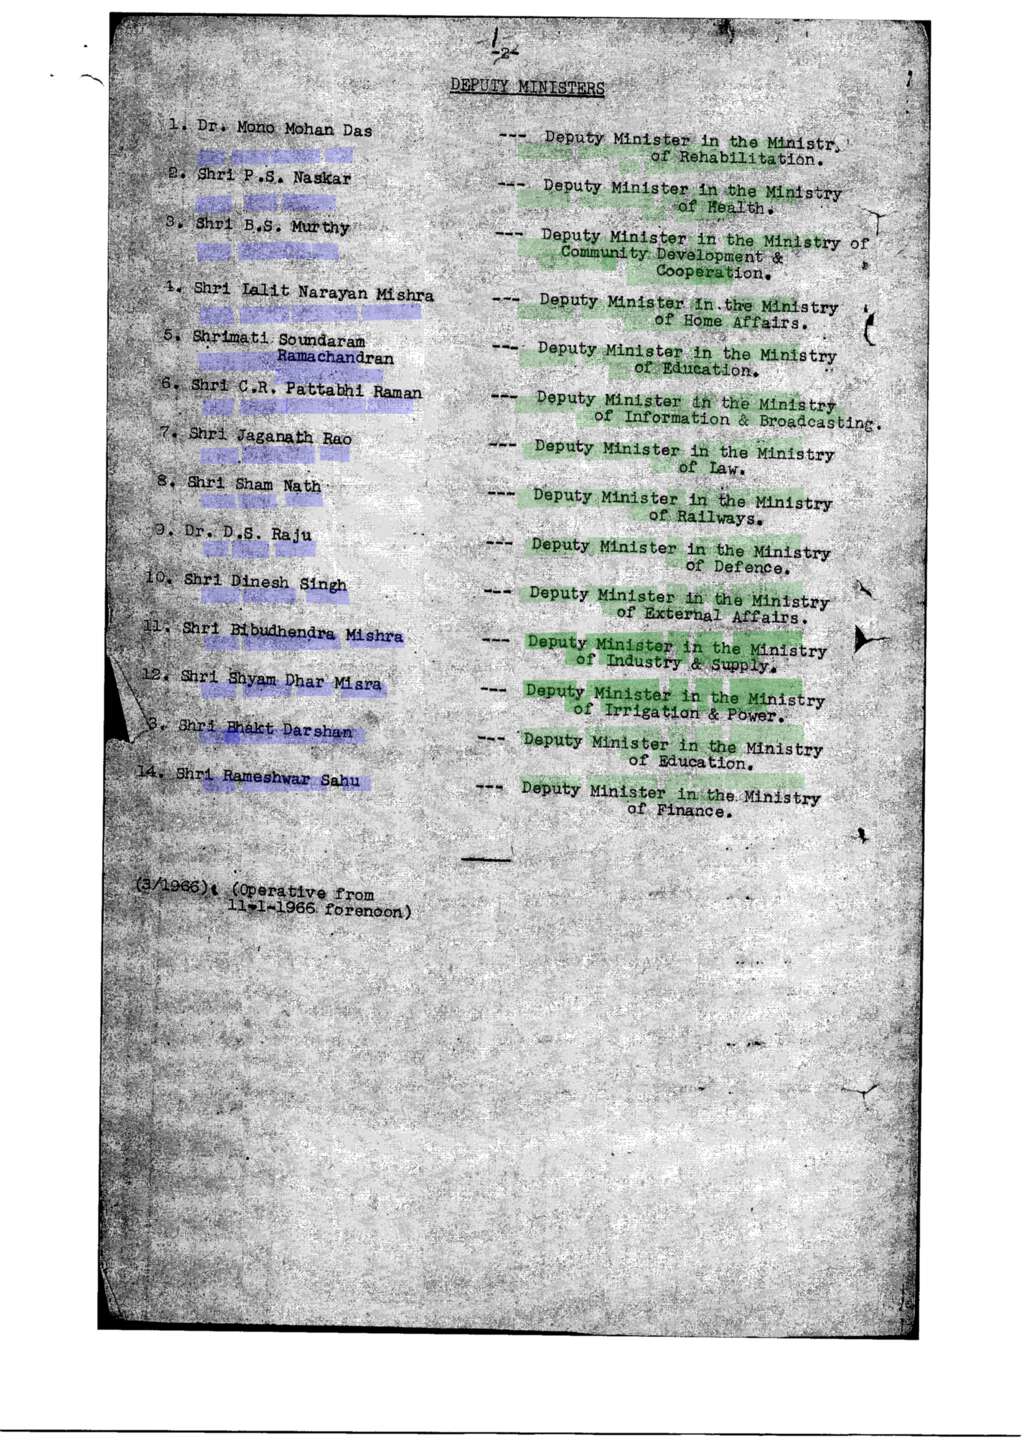 -2-
DEPUTY MINISTERS
1. Dr. Mono Mohan Das --- Deputy Minister in the Ministr
of Rehabilitation.
2. Shri P.S. Naskar --- Deputy Minister in the Ministry
of Health.
3. Shri B.S. Murthy --- Deputy Minister in the Ministry of
Community Development &
Cooperation.
4. Shri Lalit Narayan Mishra --- Deputy Minister in the Ministry
of Home Affairs.
5. Shrimati Soundaram --- Deputy Minister in the Ministry
Ramachandran of Education.
6. Shri C.R. Pattabhi Raman --- Deputy Minister in the Ministry
of Information & Broadcasting.
7. Shri Jaganath Rao --- Deputy Minister in the Ministry
of Law.
8. Shri Sham Nath --- Deputy Minister in the Ministry
of Railways.
9. Dr. D.S. Raju --- Deputy Minister in the Ministry
of Defence.
10. Shri Dinesh Singh --- Deputy Minister in the Ministry
of External Affairs.
11. Shri Bibudhendra Mishra --- Deputy Minister in the Ministry
of Industry & Supply.
12. Shri Shyam Dhar Misra --- Deputy Minister in the Ministry
of Irrigation & Power.
3. Shri Bhakt Darshan --- Deputy Minister in the Ministry
of Education.
14. Shri Rameshwar Sahu --- Deputy Minister in the Ministry
of Finance.
(3/1966) (Operative from
11-1-1966 forenoon)